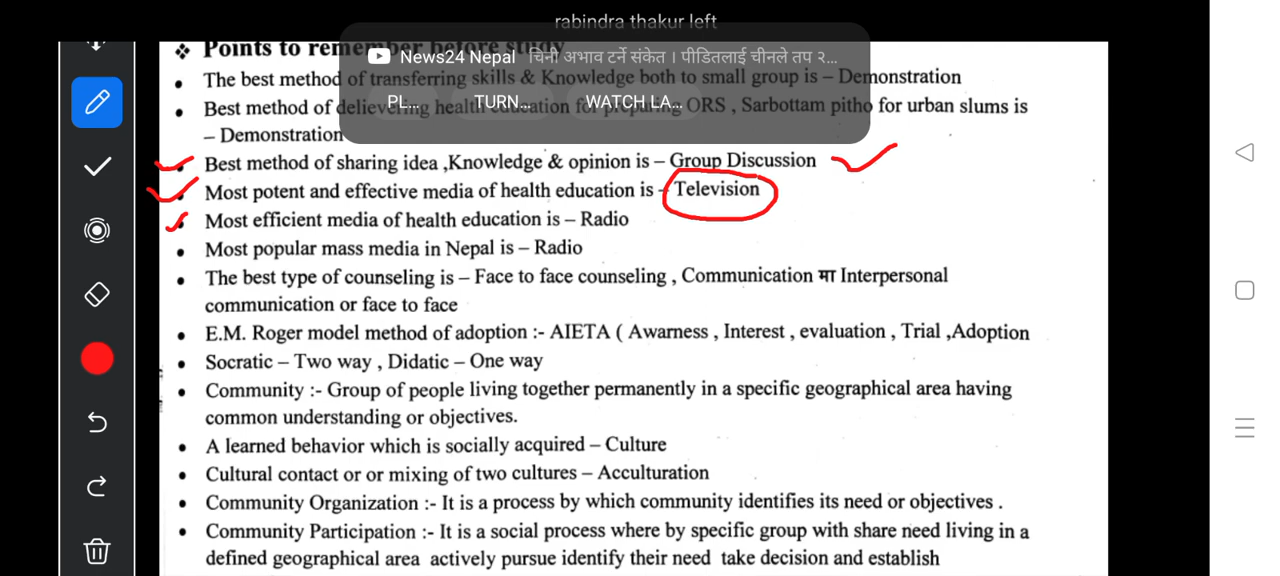 rabindra thakur left
❖ Points to remember before study
News24 Nepal चिनी अभाव टर्ने संकेत । पीडितलाई चीनले तप २...
• The best method of transferring skills & Knowledge both to small group is – Demonstration
PL... TURN... WATCH LA...
• Best method of delievering health education for preparing ORS , Sarbottam pitho for urban slums is
– Demonstration
• Best method of sharing idea ,Knowledge & opinion is – Group Discussion
• Most potent and effective media of health education is – Television
• Most efficient media of health education is – Radio
• Most popular mass media in Nepal is – Radio
• The best type of counseling is – Face to face counseling , Communication मा Interpersonal
communication or face to face
• E.M. Roger model method of adoption :- AIETA ( Awarness , Interest , evaluation , Trial ,Adoption
• Socratic – Two way , Didatic – One way
• Community :- Group of people living together permanently in a specific geographical area having
common understanding or objectives.
• A learned behavior which is socially acquired – Culture
• Cultural contact or or mixing of two cultures – Acculturation
• Community Organization :- It is a process by which community identifies its need or objectives .
• Community Participation :- It is a social process where by specific group with share need living in a
defined geographical area actively pursue identify their need take decision and establish